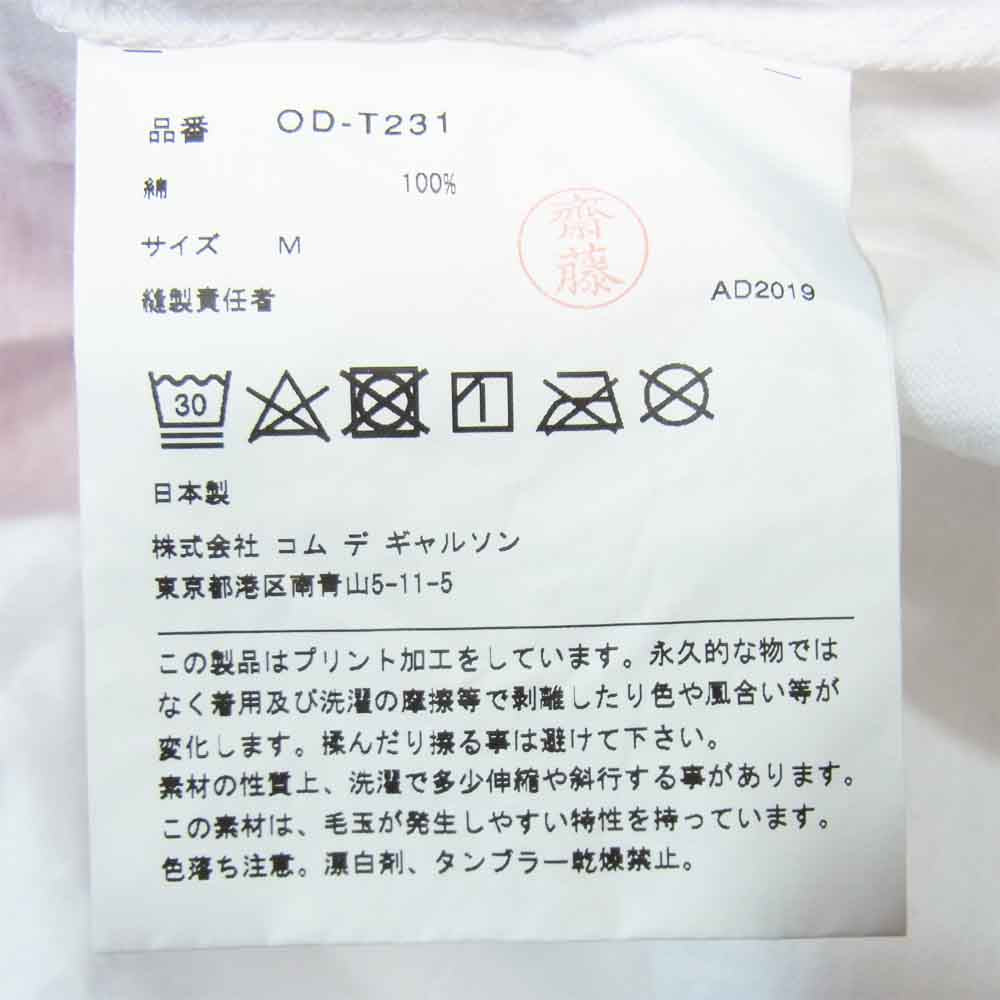 品番 OD-T231
綿 100%
サイズ M
齋藤
縫製責任者 AD2019
30
日本製
株式会社 コム デ ギャルソン
東京都港区南青山5-11-5
この製品はプリント加工をしています。永久的な物では
なく着用及び洗濯の摩擦等で剥離したり色や風合い等が
変化します。揉んだり擦る事は避けて下さい。
素材の性質上、洗濯で多少伸縮や斜行する事があります。
この素材は、毛玉が発生しやすい特性を持っています。
色落ち注意。漂白剤、タンブラー乾燥禁止。